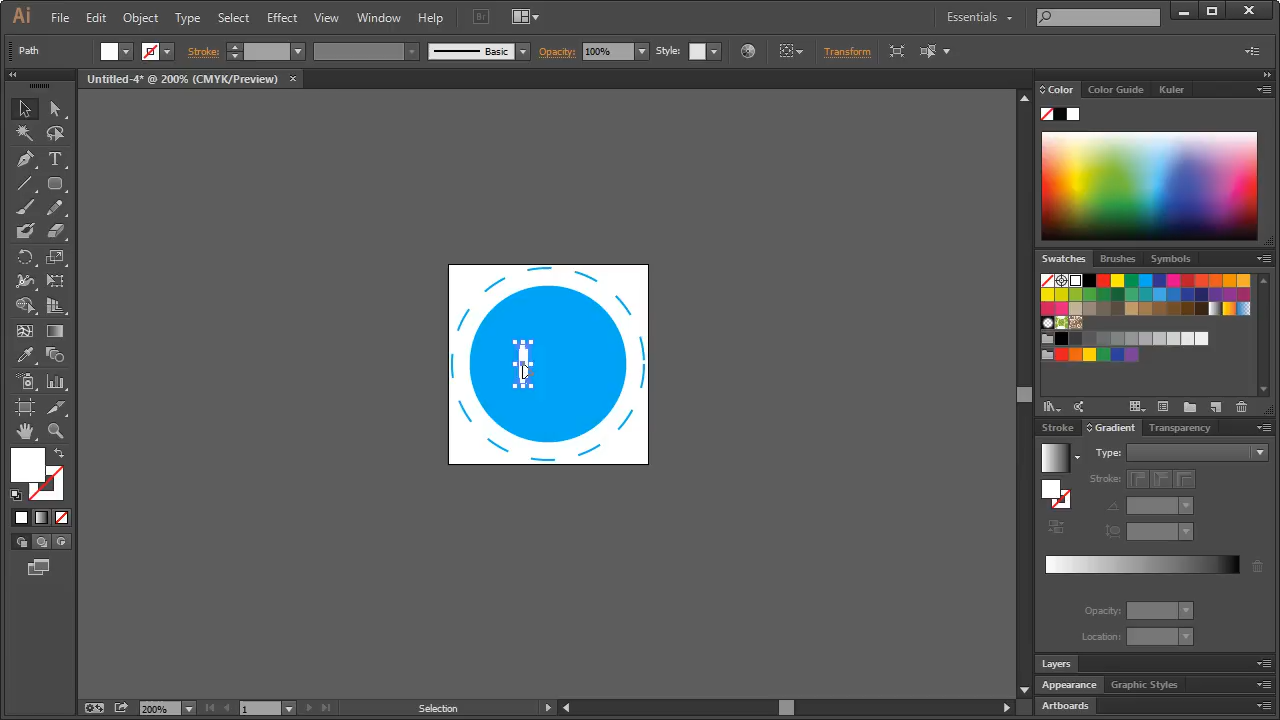 Ai File Edit Object Type Select Effect View Window Help Br Essentials
Path Stroke: Basic Opacity: 100% Style: Transform
Untitled-4* @ 200% (CMYK/Preview) ×
Color Color Guide Kuler
Swatches Brushes Symbols
Stroke Gradient Transparency
Type:
Stroke:
Opacity:
Location:
Layers
Appearance Graphic Styles
Artboards
200% 1 Selection